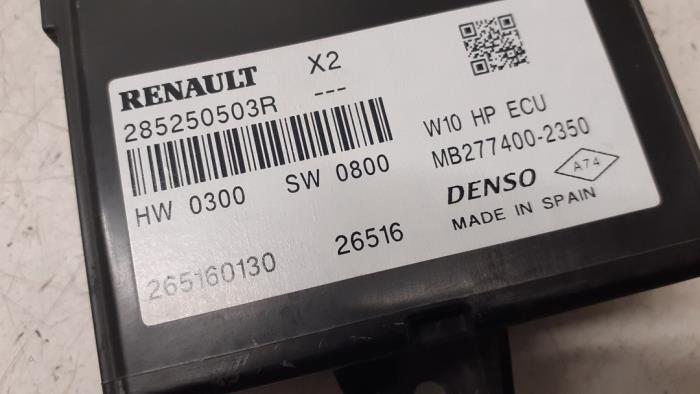 RENAULT X2
285250503R ---
HW 0300 SW 0800
265160130 26516
W10 HP ECU
MB277400-2350
DENSO A74
MADE IN SPAIN